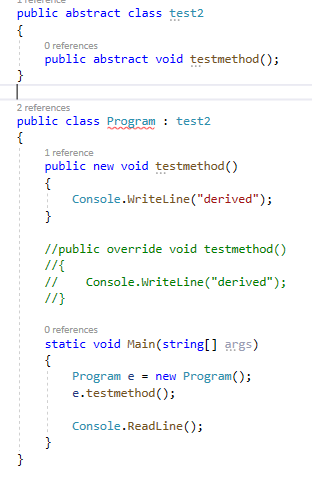 1 reference
public abstract class test2
{
0 references
public abstract void testmethod();
}
2 references
public class Program : test2
{
1 reference
public new void testmethod()
{
Console.WriteLine("derived");
}
//public override void testmethod()
//{
//    Console.WriteLine("derived");
//}
0 references
static void Main(string[] args)
{
Program e = new Program();
e.testmethod();
Console.ReadLine();
}
}